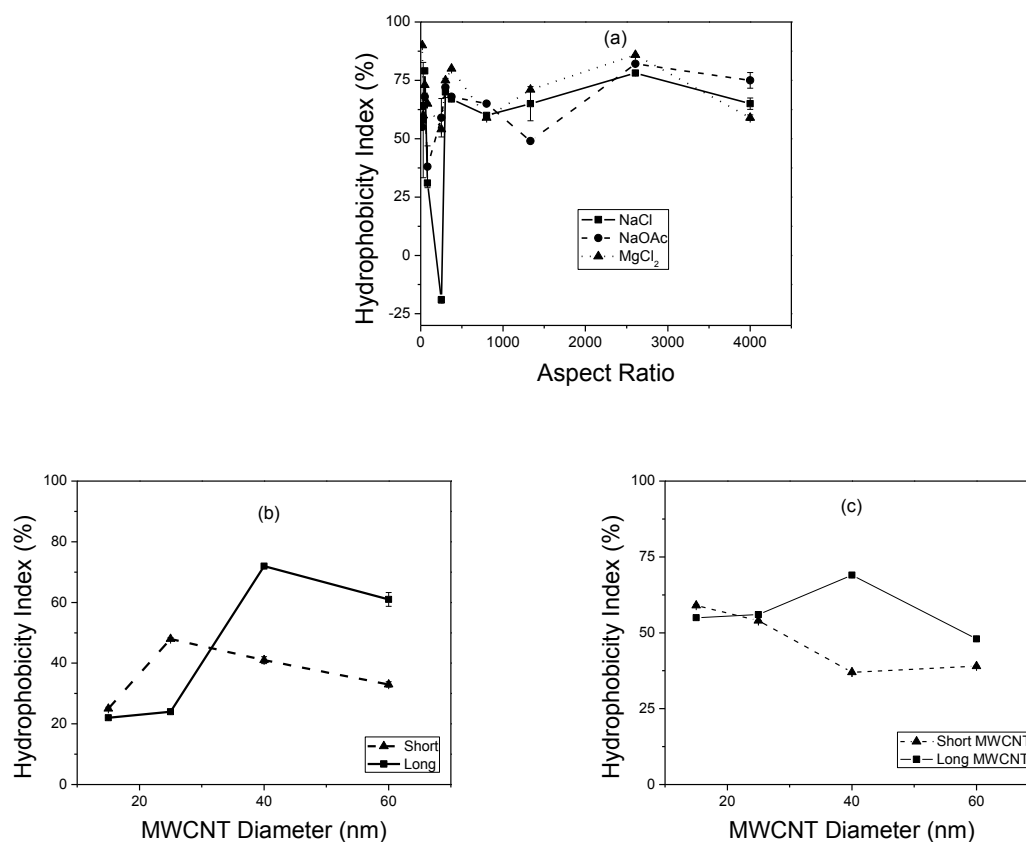 (a)
Hydrophobicity Index (%)
100
75
50
25
0
-25
NaCl
NaOAc
MgCl₂
0 1000 2000 3000 4000
Aspect Ratio
(b)
Hydrophobicity Index (%)
100
80
60
40
20
0
Short
Long
20 40 60
MWCNT Diameter (nm)
(c)
Hydrophobicity Index (%)
100
75
50
25
0
Short MWCNT
Long MWCNT
20 40 60
MWCNT Diameter (nm)